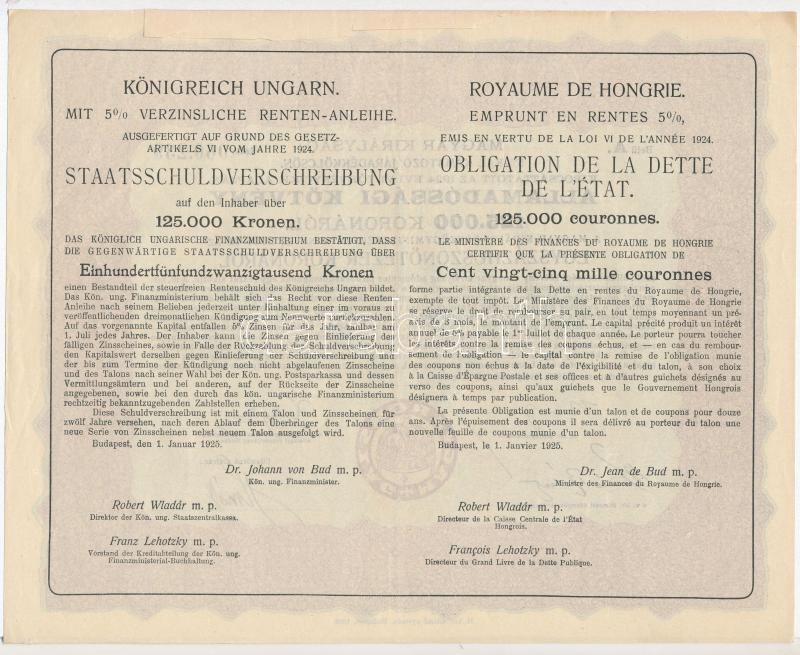 KÖNIGREICH UNGARN.
MIT 5% VERZINSLICHE RENTEN-ANLEIHE.
AUSGEFERTIGT AUF GRUND DES GESETZ-
ARTIKELS VI VOM JAHRE 1924.
STAATSSCHULDVERSCHREIBUNG
auf den Inhaber über
125.000 Kronen.
DAS KÖNIGLICH UNGARISCHE FINANZMINISTERIUM BESTÄTIGT, DASS
DIE GEGENWÄRTIGE STAATSSCHULDVERSCHREIBUNG ÜBER
Einhundertfünfundzwanzigtausend Kronen
einen Bestandteil der steuerfreien Rentenschuld des Königreichs Ungarn bildet.
Das Kön. ung. Finanzministerium behält sich das Recht vor diese Renten-
Anleihe nach seinem Belieben jederzeit unter Einhaltung einer im voraus zu
veröffentlichenden dreimonatlichen Kündigung zum Nennwerte zurückzuzahlen.
Auf das vorgenannte Kapital entfallen 5% Zinsen für das Jahr, zahlbar am
1. Juli jedes Jahres. Der Inhaber kann die Zinsen gegen Einlieferung des
fälligen Zinsscheines, sowie in Falle der Rückzahlung der Schuldverschreibung
den Kapitalswert derselben gegen Einlieferung der Schuldverschreibung und
der bis zum Termine der Kündigung noch nicht abgelaufenen Zinsscheine
und des Talons nach seiner Wahl bei der Kön. ung. Postsparkassa und dessen
Vermittlungsämtern und bei anderen, auf der Rückseite der Zinsscheine
angegebenen, sowie bei den durch das kön. ungarische Finanzministerium
rechtzeitig bekanntzugebenden Zahlstellen erheben.
Diese Schuldverschreibung ist mit einem Talon und Zinsscheinen für
zwölf Jahre versehen, nach deren Ablauf dem Überbringer des Talons eine
neue Serie von Zinsscheinen nebst neuem Talon ausgefolgt wird.
Budapest, den 1. Januar 1925.
Dr. Johann von Bud m. p.
Kön. ung. Finanzminister.
Robert Wladár m. p.
Direktor der Kön. ung. Staatszentralkassa.
Franz Lehotzky m. p.
Vorstand der Kreditabteilung der Kön. ung.
Finanzministerial-Buchhaltung.
ROYAUME DE HONGRIE.
EMPRUNT EN RENTES 5%,
EMIS EN VERTU DE LA LOI VI DE L'ANNÉE 1924.
OBLIGATION DE LA DETTE
DE L'ÉTAT.
125.000 couronnes.
LE MINISTÈRE DES FINANCES DU ROYAUME DE HONGRIE
CERTIFIE QUE LA PRÉSENTE OBLIGATION DE
Cent vingt-cinq mille couronnes
forme partie intégrante de la Dette en rentes du Royaume de Hongrie,
exempte de tout impôt. Le Ministère des Finances du Royaume de Hongrie
se réserve le droit de rembourser au pair, en tout temps moyennant un pré-
avis de 3 mois, le montant de l'emprunt. Le capital précité produit un intérêt
annuel de 5% payable le 1er Juillet de chaque année. Le porteur pourra toucher
les intérêts contre la remise des coupons échus, et — en cas du rembour-
sement de l'obligation — le capital contre la remise de l'obligation munie
des coupons non échus à la date de l'éxigibilité et du talon, à son choix
à la Caisse d'Épargne Postale et ses offices et à d'autres guichets désignés au
verso des coupons, ainsi qu'aux guichets que le Gouvernement Hongrois
désignera à temps par publication.
La présente Obligation est munie d'un talon et de coupons pour douze
ans. Après l'épuisement des coupons il sera délivré au porteur du talon une
nouvelle feuille de coupons munie d'un talon.
Budapest, le 1. Janvier 1925.
Dr. Jean de Bud m. p.
Ministre des Finances du Royaume de Hongrie.
Robert Wladár m. p.
Directeur de la Caisse Centrale de l'État
Hongrois.
François Lehotzky m. p.
Directeur du Grand Livre de la Dette Publique.